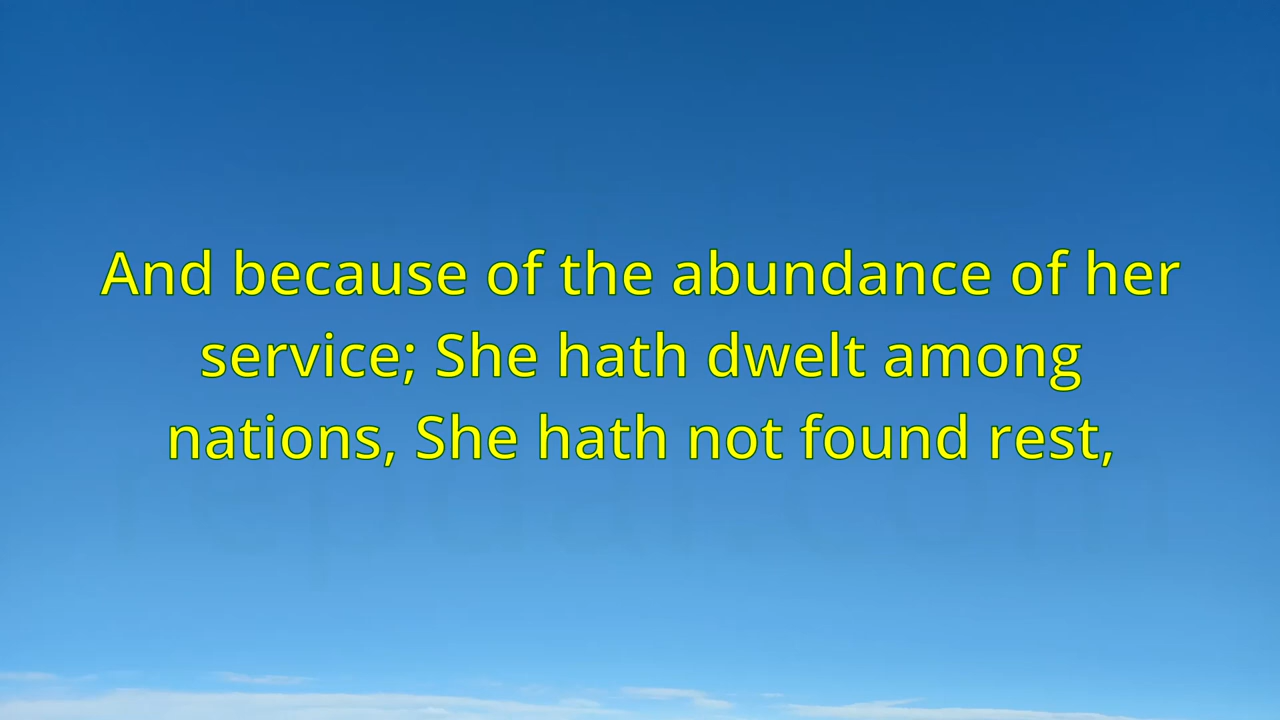 And because of the abundance of her
service; She hath dwelt among
nations, She hath not found rest,